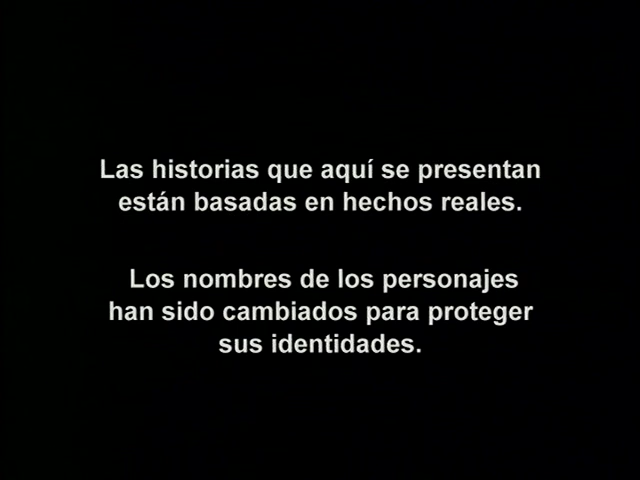 Las historias que aquí se presentan
están basadas en hechos reales.
Los nombres de los personajes
han sido cambiados para proteger
sus identidades.